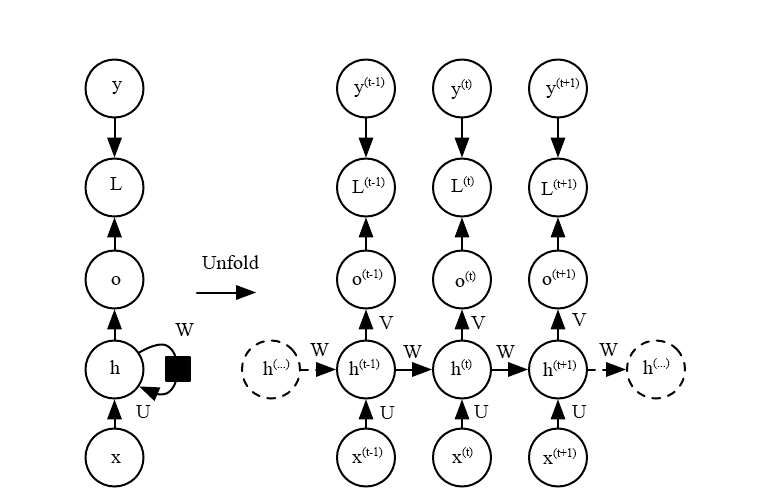 y y⁽ᵗ⁻¹⁾ y⁽ᵗ⁾ y⁽ᵗ⁺¹⁾
L L⁽ᵗ⁻¹⁾ L⁽ᵗ⁾ L⁽ᵗ⁺¹⁾
Unfold
o o⁽ᵗ⁻¹⁾ o⁽ᵗ⁾ o⁽ᵗ⁺¹⁾
W V V V
h h⁽…⁾ W h⁽ᵗ⁻¹⁾ W h⁽ᵗ⁾ W h⁽ᵗ⁺¹⁾ W h⁽…⁾
U U U U
x x⁽ᵗ⁻¹⁾ x⁽ᵗ⁾ x⁽ᵗ⁺¹⁾